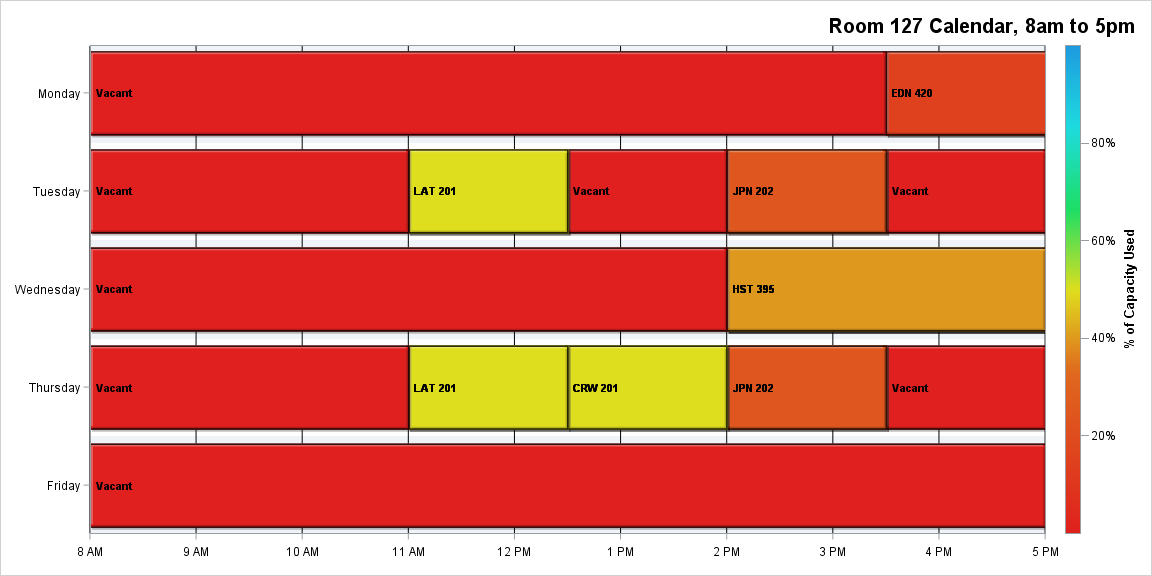 Room 127 Calendar, 8am to 5pm
Monday
Vacant
EDN 420
Tuesday
Vacant
LAT 201
Vacant
JPN 202
Vacant
Wednesday
Vacant
HST 395
Thursday
Vacant
LAT 201
CRW 201
JPN 202
Vacant
Friday
Vacant
8 AM
9 AM
10 AM
11 AM
12 PM
1 PM
2 PM
3 PM
4 PM
5 PM
80%
60%
40%
20%
% of Capacity Used